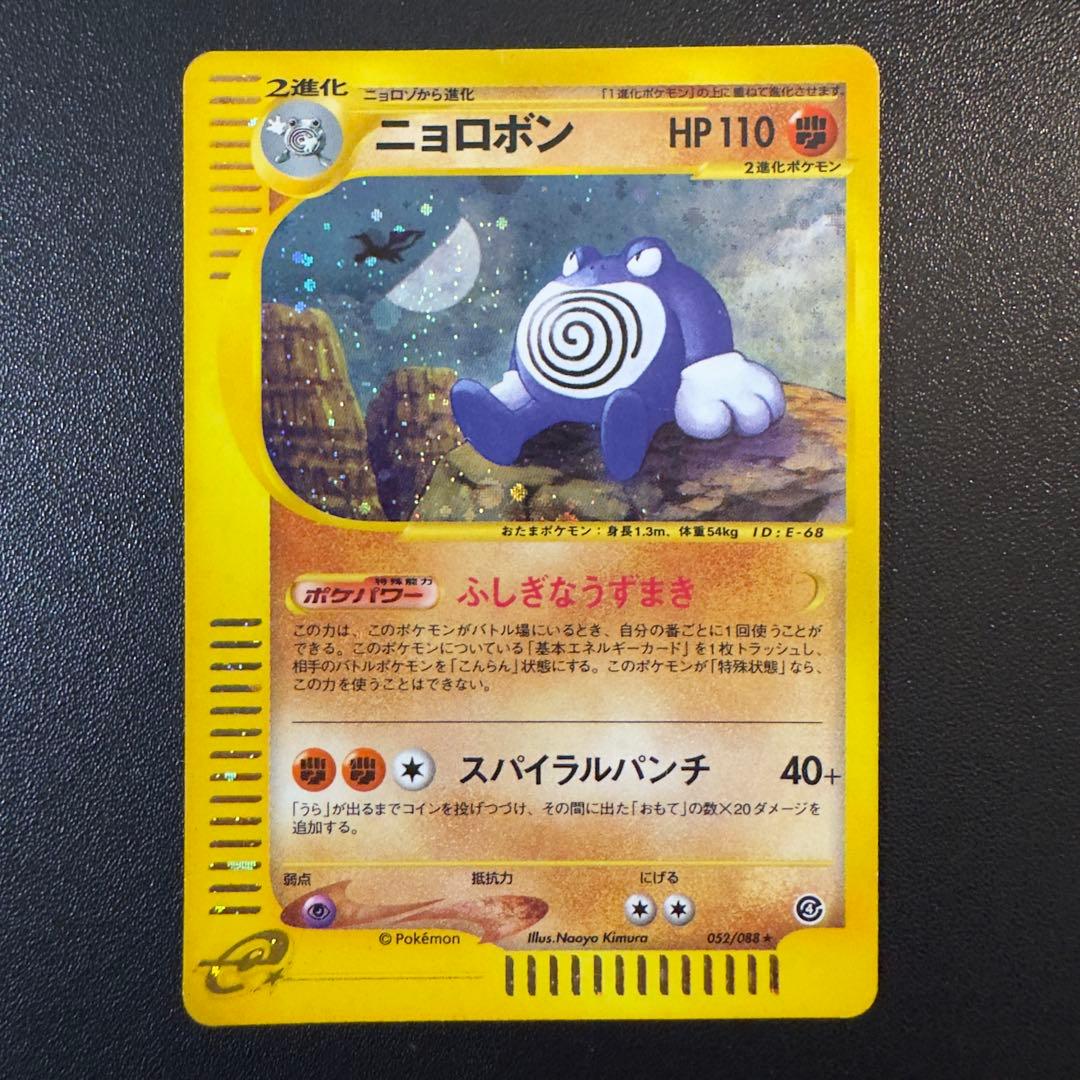 2進化
ニョロゾから進化
「1進化ポケモン」の上に重ねて進化させます。
ニョロボン
HP 110
2進化ポケモン
おたまポケモン:身長1.3m、体重54kg ID:E-68
特殊能力
ポケパワー
ふしぎなうずまき
この力は、このポケモンがバトル場にいるとき、自分の番ごとに1回使うことが
できる。このポケモンについている「基本エネルギーカード」を1枚トラッシュし、
相手のバトルポケモンを「こんらん」状態にする。このポケモンが「特殊状態」なら、
この力を使うことはできない。
スパイラルパンチ
40+
「うら」が出るまでコインを投げつづけ、その間に出た「おもて」の数×20ダメージを
追加する。
弱点
抵抗力
にげる
4
© Pokémon
Illus.Naoyo Kimura
052/088★
e